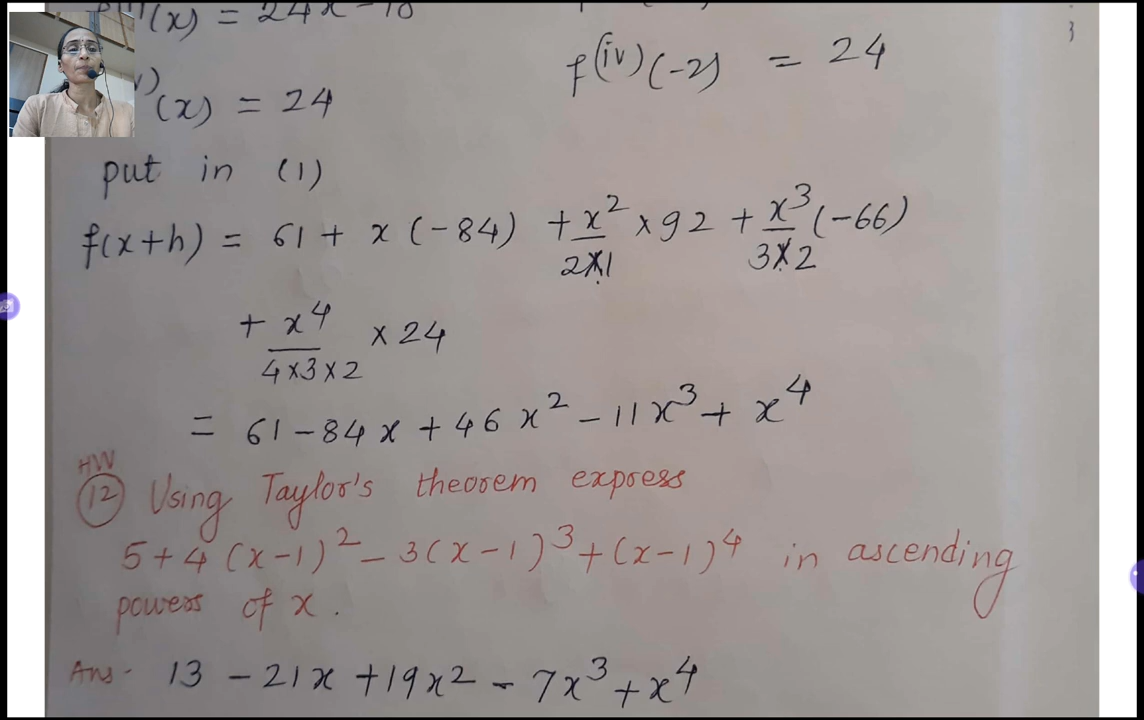 (x) = 24x - 18
f(iv)(-2) = 24
(x) = 24
put in (1)
f(x+h) = 61 + x(-84) + x²/2×1 × 92 + x³/3×2 (-66)
+ x⁴/4×3×2 × 24
= 61 - 84x + 46x² - 11x³ + x⁴
HW
12 Using Taylor's theorem express
5+4(x-1)² - 3(x-1)³ + (x-1)⁴ in ascending
powers of x.
Ans - 13 - 21x + 19x² - 7x³ + x⁴